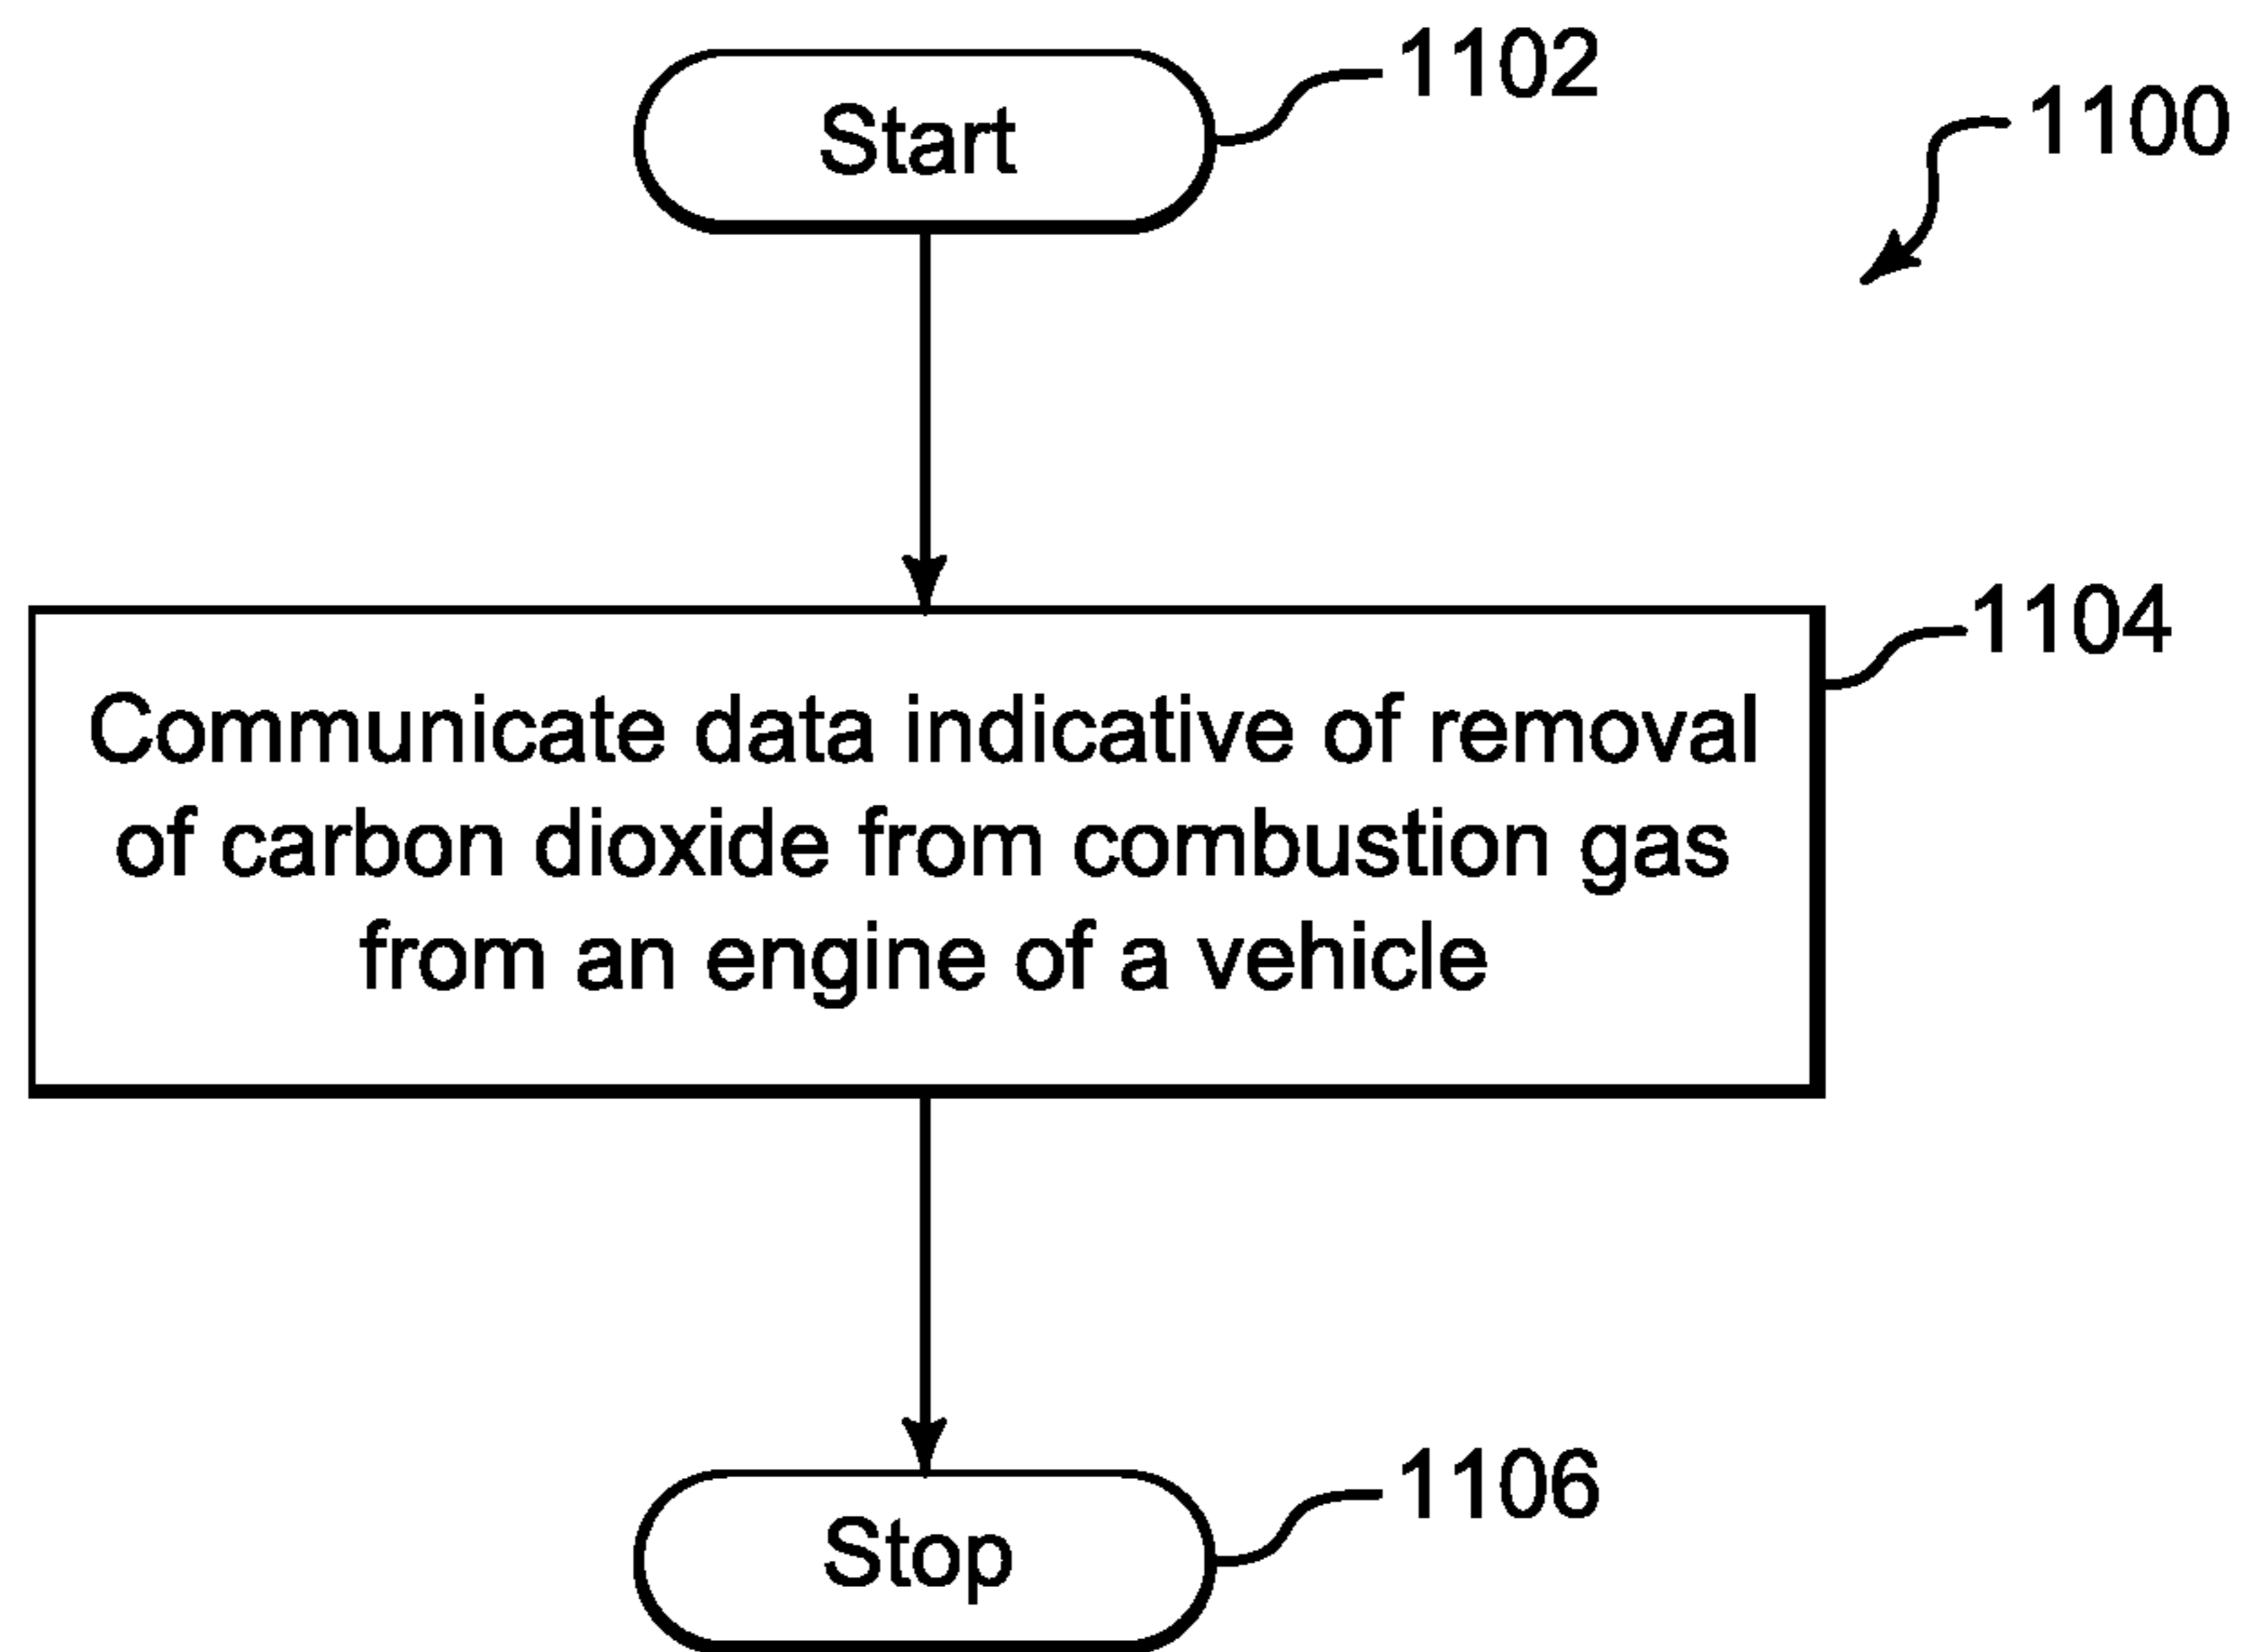 1102
Start
1100
1104
Communicate data indicative of removal
of carbon dioxide from combustion gas
from an engine of a vehicle
1106
Stop